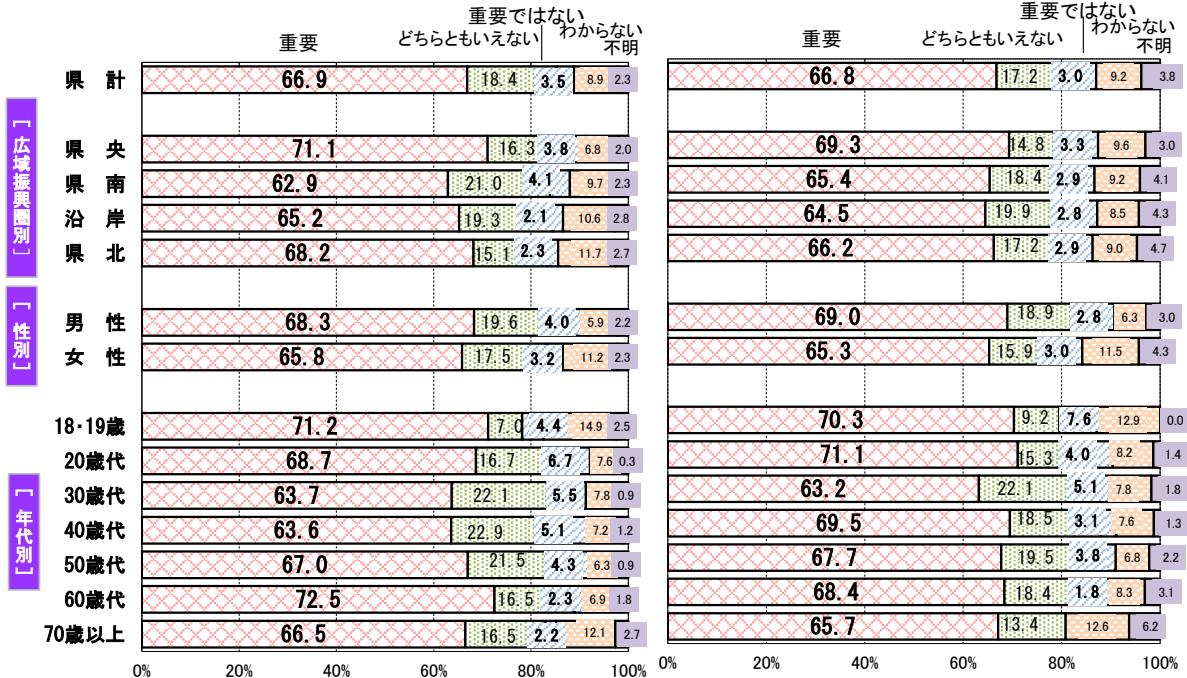 重要ではない
重要 どちらともいえない わからない
不明
県 計 66.9 18.4 3.5 8.9 2.3
[広域振興圏別]
県 央 71.1 16.3 3.8 6.8 2.0
県 南 62.9 21.0 4.1 9.7 2.3
沿 岸 65.2 19.3 2.1 10.6 2.8
県 北 68.2 15.1 2.3 11.7 2.7
[性別]
男 性 68.3 19.6 4.0 5.9 2.2
女 性 65.8 17.5 3.2 11.2 2.3
[年代別]
18・19歳 71.2 7.0 4.4 14.9 2.5
20歳代 68.7 16.7 6.7 7.6 0.3
30歳代 63.7 22.1 5.5 7.8 0.9
40歳代 63.6 22.9 5.1 7.2 1.2
50歳代 67.0 21.5 4.3 6.3 0.9
60歳代 72.5 16.5 2.3 6.9 1.8
70歳以上 66.5 16.5 2.2 12.1 2.7
0% 20% 40% 60% 80% 100%
重要ではない
重要 どちらともいえない わからない
不明
66.8 17.2 3.0 9.2 3.8
69.3 14.8 3.3 9.6 3.0
65.4 18.4 2.9 9.2 4.1
64.5 19.9 2.8 8.5 4.3
66.2 17.2 2.9 9.0 4.7
69.0 18.9 2.8 6.3 3.0
65.3 15.9 3.0 11.5 4.3
70.3 9.2 7.6 12.9 0.0
71.1 15.3 4.0 8.2 1.4
63.2 22.1 5.1 7.8 1.8
69.5 18.5 3.1 7.6 1.3
67.7 19.5 3.8 6.8 2.2
68.4 18.4 1.8 8.3 3.1
65.7 13.4 12.6 6.2
0% 20% 40% 60% 80% 100%